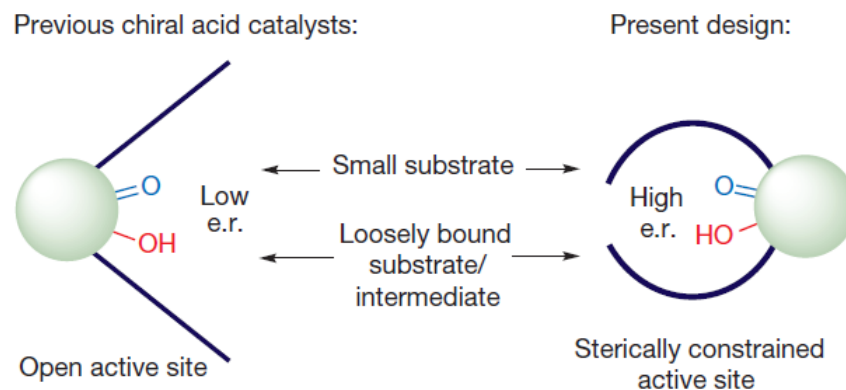 Previous chiral acid catalysts:
Present design:
O
OH
Low
e.r.
Open active site
Small substrate
Loosely bound
substrate/
intermediate
High
e.r.
O
HO
Sterically constrained
active site